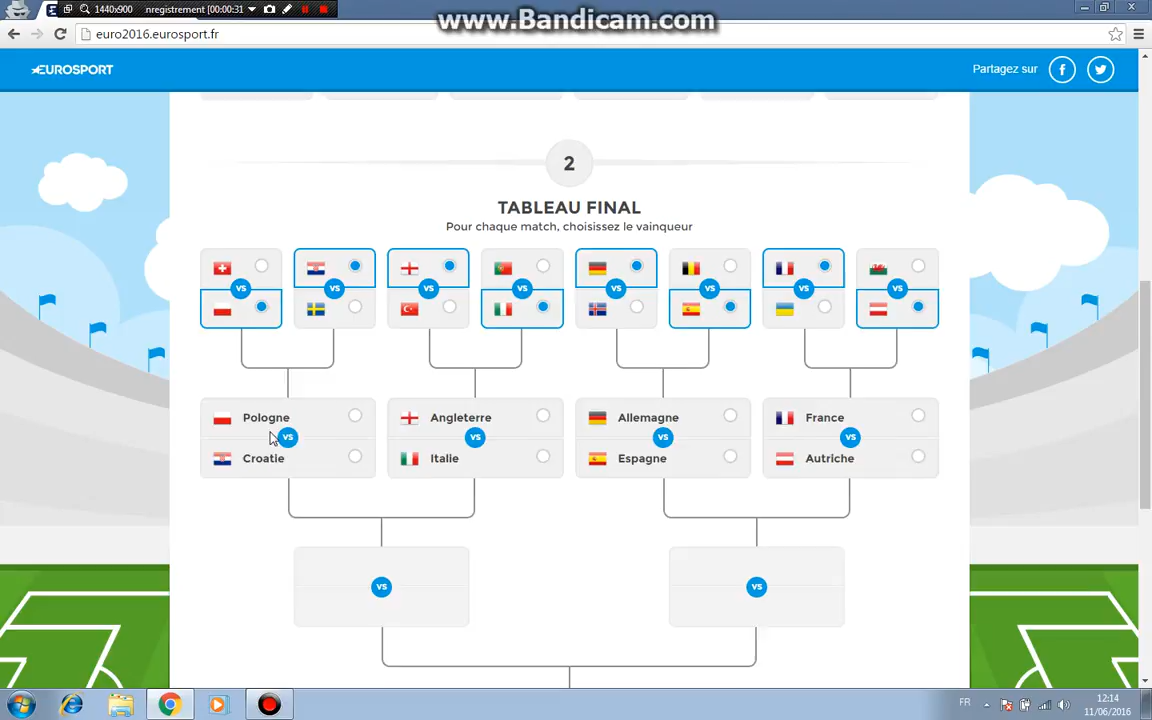 1440x900 .nregistrement [00:00:31]
www.Bandicam.com
euro2016.eurosport.fr
EUROSPORT
Partagez sur
2
TABLEAU FINAL
Pour chaque match, choisissez le vainqueur
VS VS VS VS VS VS VS VS
Pologne
VS
Croatie
Angleterre
VS
Italie
Allemagne
VS
Espagne
France
VS
Autriche
VS VS
FR
12:14
11/06/2016